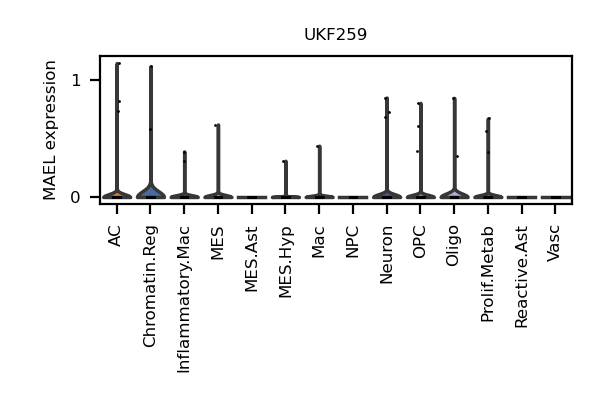 UKF259
MAEL expression
1
0
AC
Chromatin.Reg
Inflammatory.Mac
MES
MES.Ast
MES.Hyp
Mac
NPC
Neuron
OPC
Oligo
Prolif.Metab
Reactive.Ast
Vasc